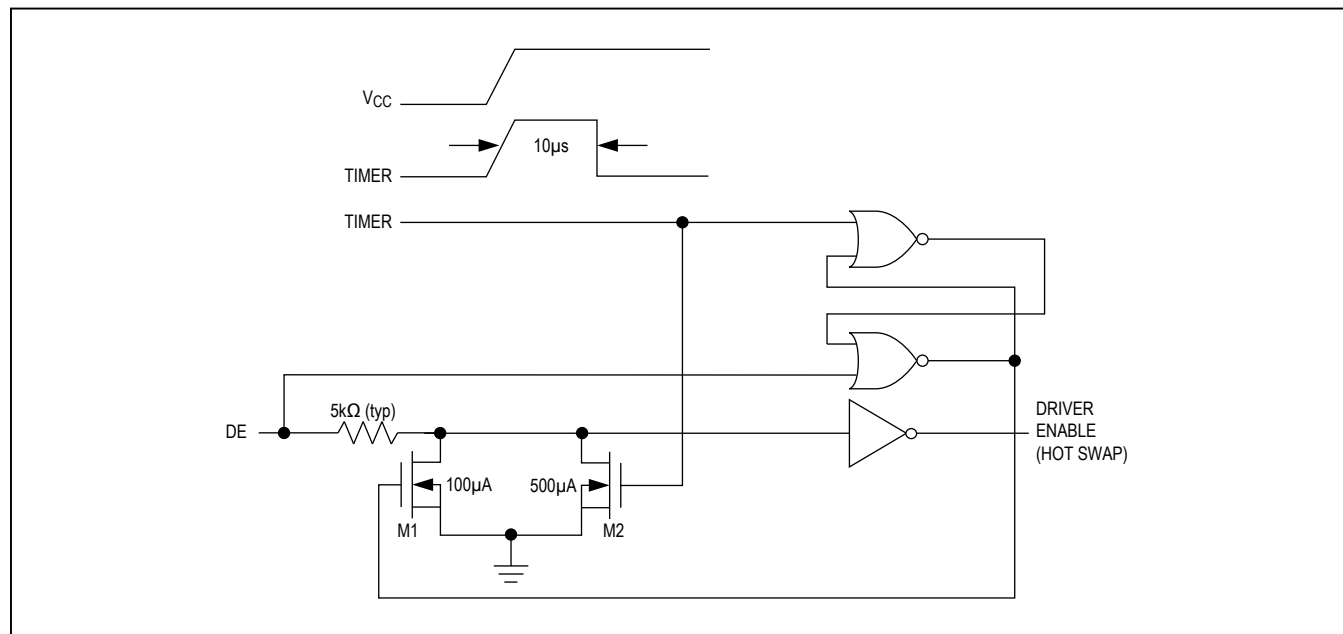 VCC
10µs
TIMER
TIMER
5kΩ (typ)
DE
DRIVER
ENABLE
(HOT SWAP)
100µA
500µA
M1
M2